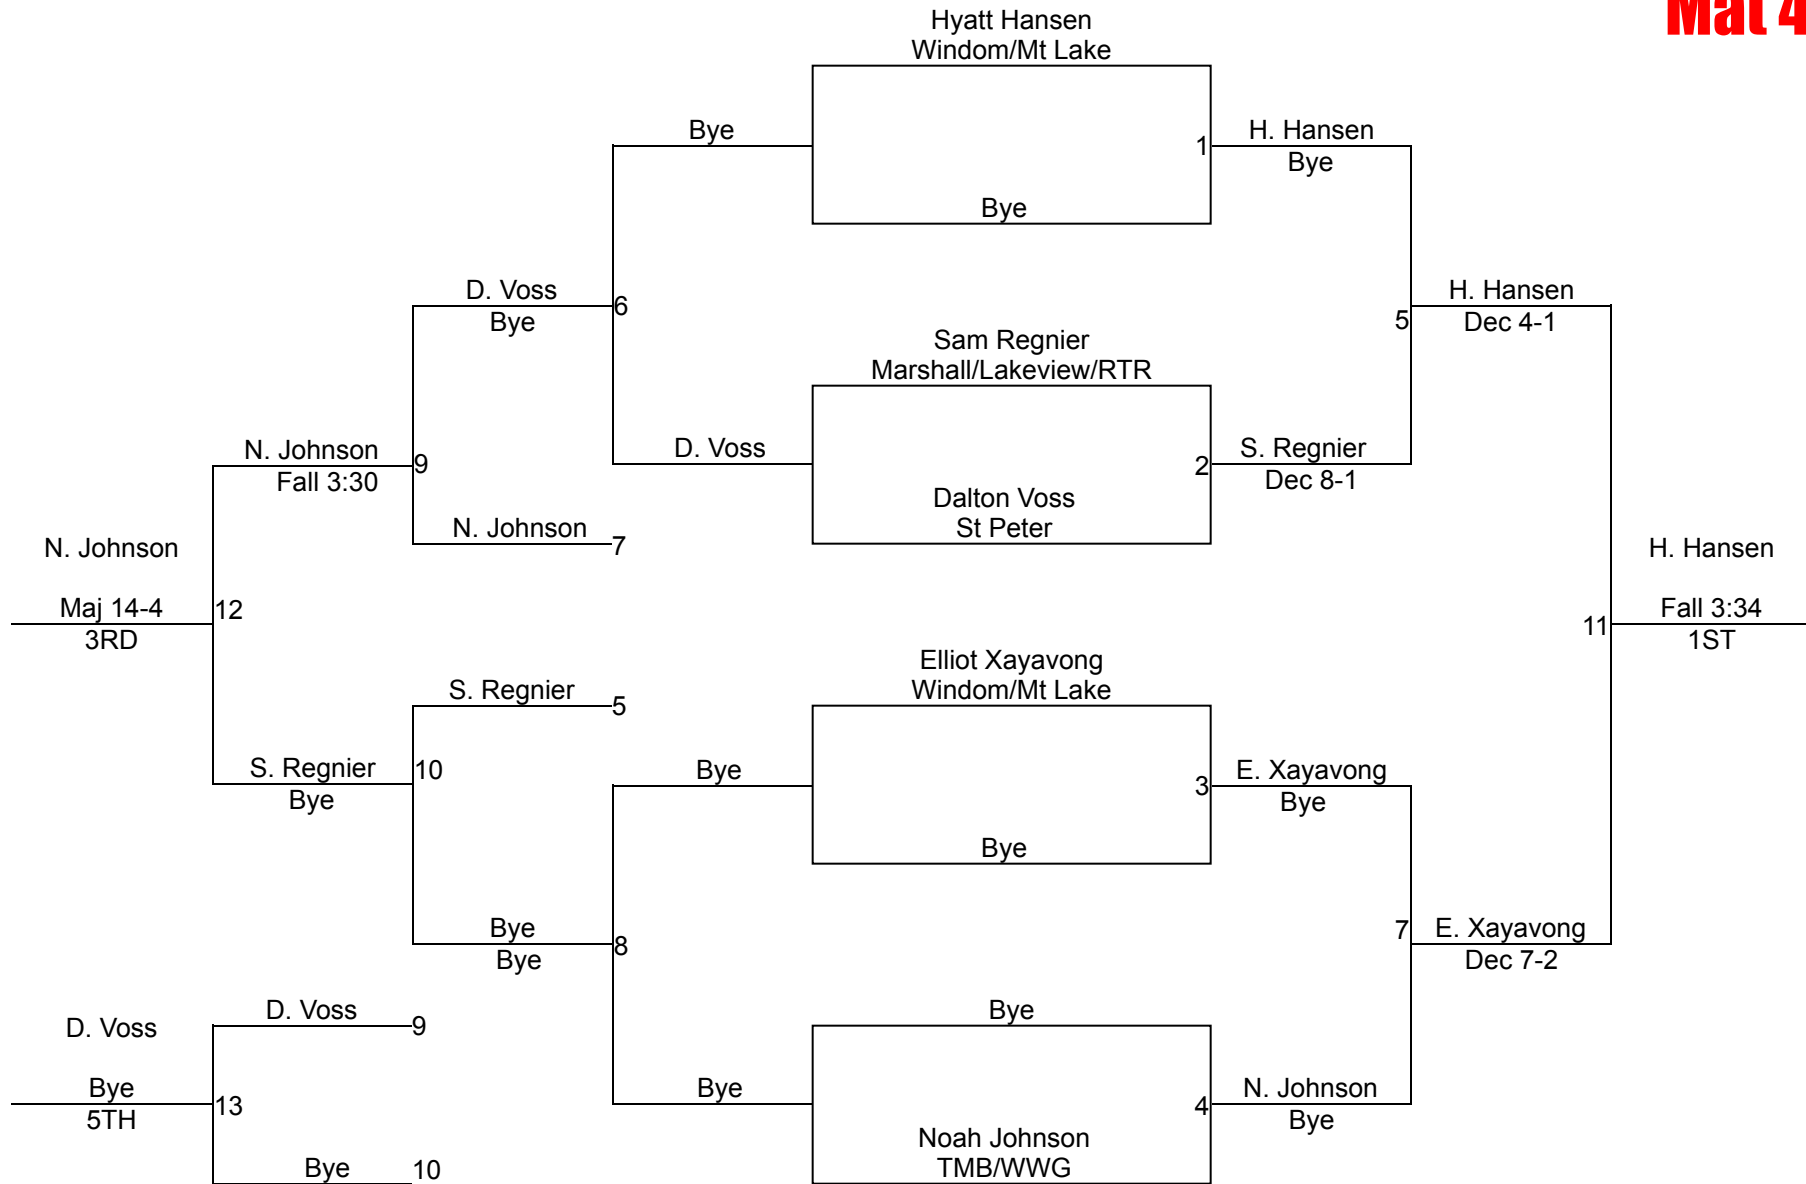 Mat 4
Hyatt Hansen
Windom/Mt Lake
Bye
1
H. Hansen
Bye
Bye
D. Voss
Bye
6
H. Hansen
Dec 4-1
5
Sam Regnier
Marshall/Lakeview/RTR
N. Johnson
Fall 3:30
9
D. Voss
2
S. Regnier
Dec 8-1
Dalton Voss
St Peter
N. Johnson
7
N. Johnson
Maj 14-4
3RD
12
H. Hansen
Fall 3:34
1ST
11
Elliot Xayavong
Windom/Mt Lake
S. Regnier
5
S. Regnier
Bye
10
Bye
3
E. Xayavong
Bye
Bye
Bye
Bye
8
7
E. Xayavong
Dec 7-2
D. Voss
9
D. Voss
Bye
5TH
13
Bye
Bye
4
N. Johnson
Bye
Noah Johnson
TMB/WWG
Bye
10